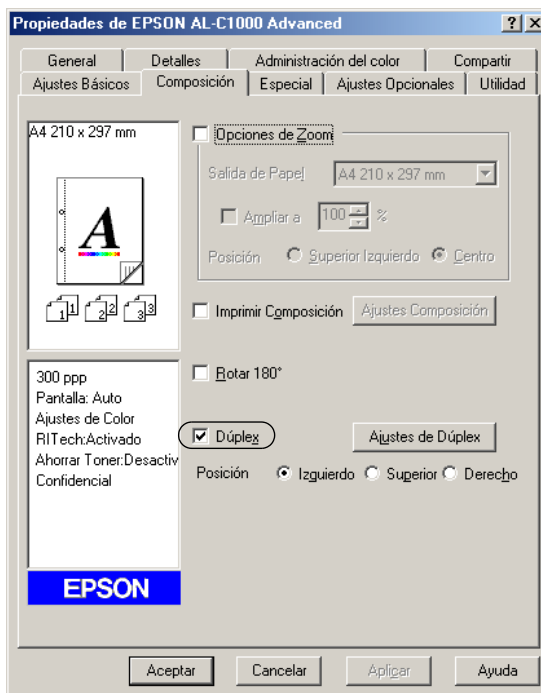 Propiedades de EPSON AL-C1000 Advanced
General Detalles Administración del color Compartir
Ajustes Básicos Composición Especial Ajustes Opcionales Utilidad
A4 210 x 297 mm
A
1 1 2 2 3 3
Opciones de Zoom
Salida de Papel A4 210 x 297 mm
Ampliar a 100 %
Posición Superior Izquierdo Centro
Imprimir Composición Ajustes Composición
Rotar 180°
Dúplex Ajustes de Dúplex
Posición Izquierdo Superior Derecho
300 ppp
Pantalla: Auto
Ajustes de Color
RITech:Activado
Ahorrar Toner:Desactiv
Confidencial
EPSON
Aceptar Cancelar Aplicar Ayuda